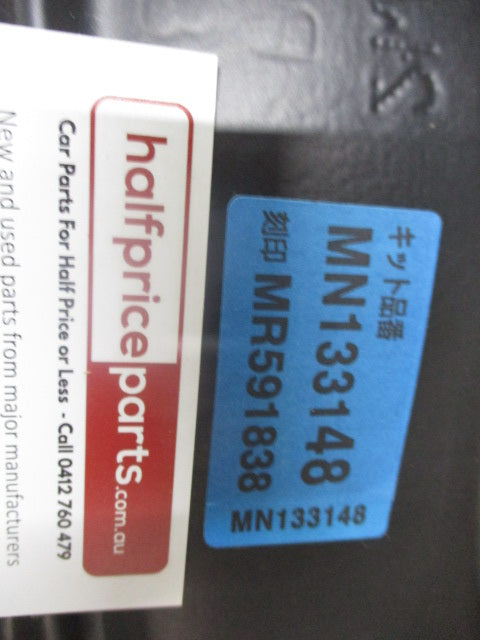 halfpriceparts.com.au
Car Parts For Half Price or Less - Call 0412 760 479
New and used parts from major manufacturers
キット品番
MN133148
刻印 MR591838
MN133148